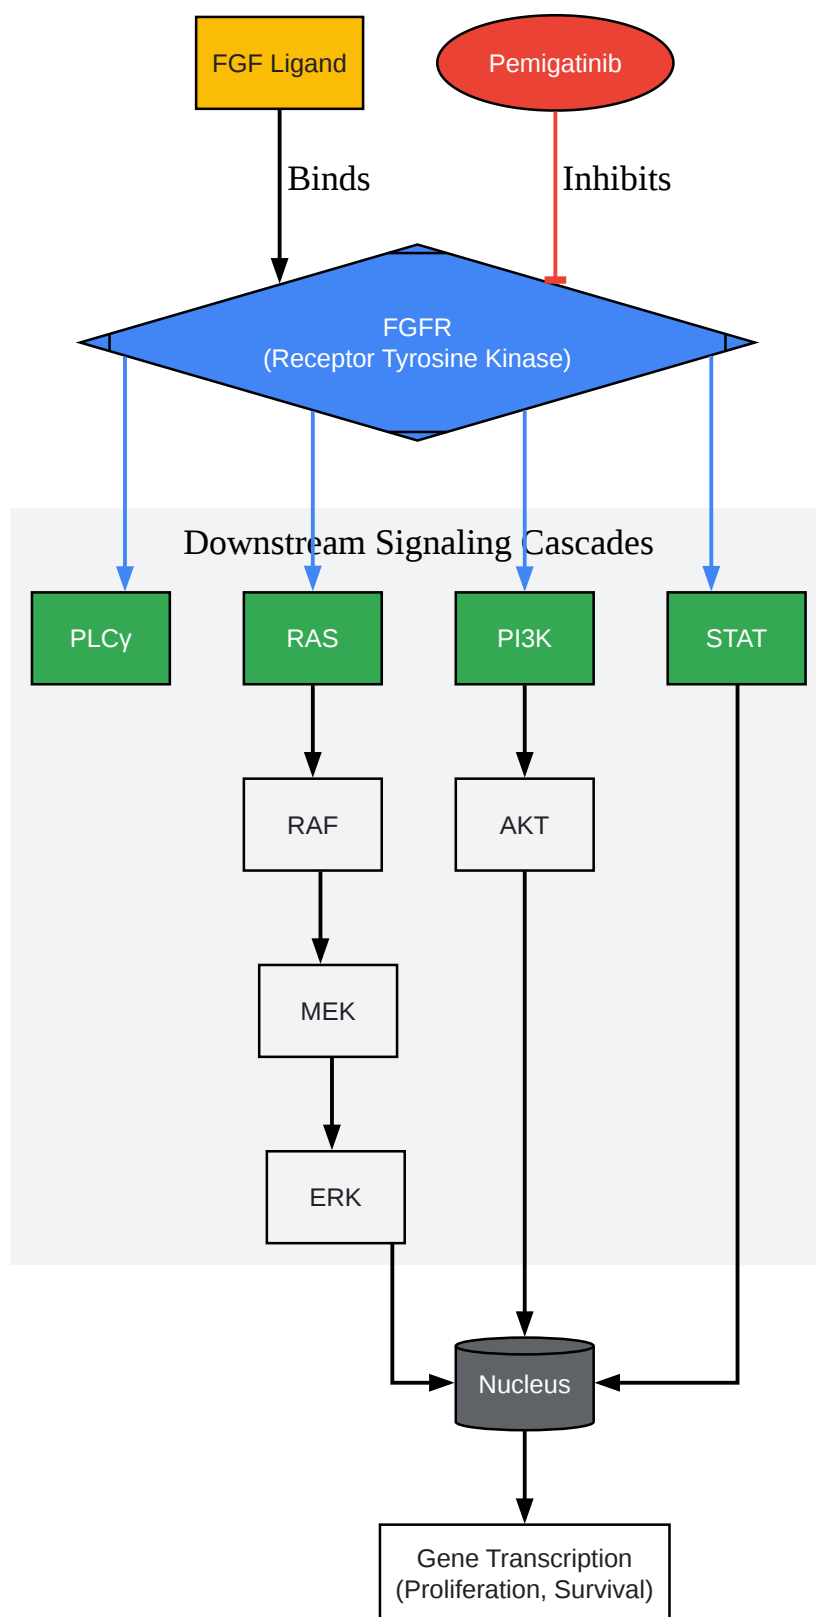 FGF Ligand
Pemigatinib
Binds
Inhibits
FGFR
(Receptor Tyrosine Kinase)
Downstream Signaling Cascades
PLCγ
RAS
PI3K
STAT
RAF
AKT
MEK
ERK
Nucleus
Gene Transcription
(Proliferation, Survival)